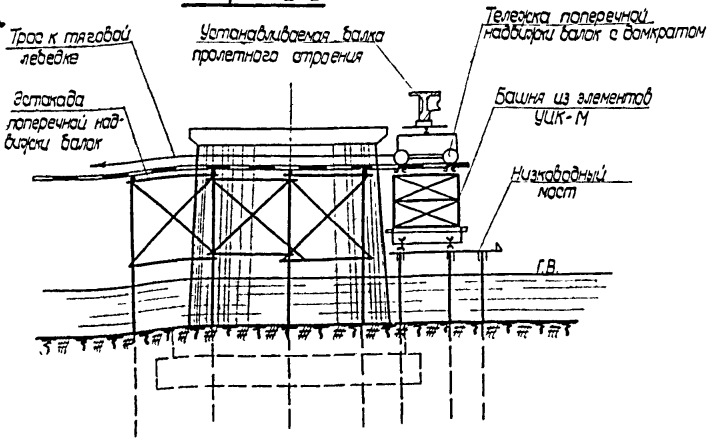 Трос к тяговой
лебедке
Устанавливаемая балка
пролетного строения
Тележка поперечной
надвижки балок с домкратом
Эстакада
поперечной над-
вижки балок
Башня из элементов
УИК-М
Низководный
мост
Г.В.